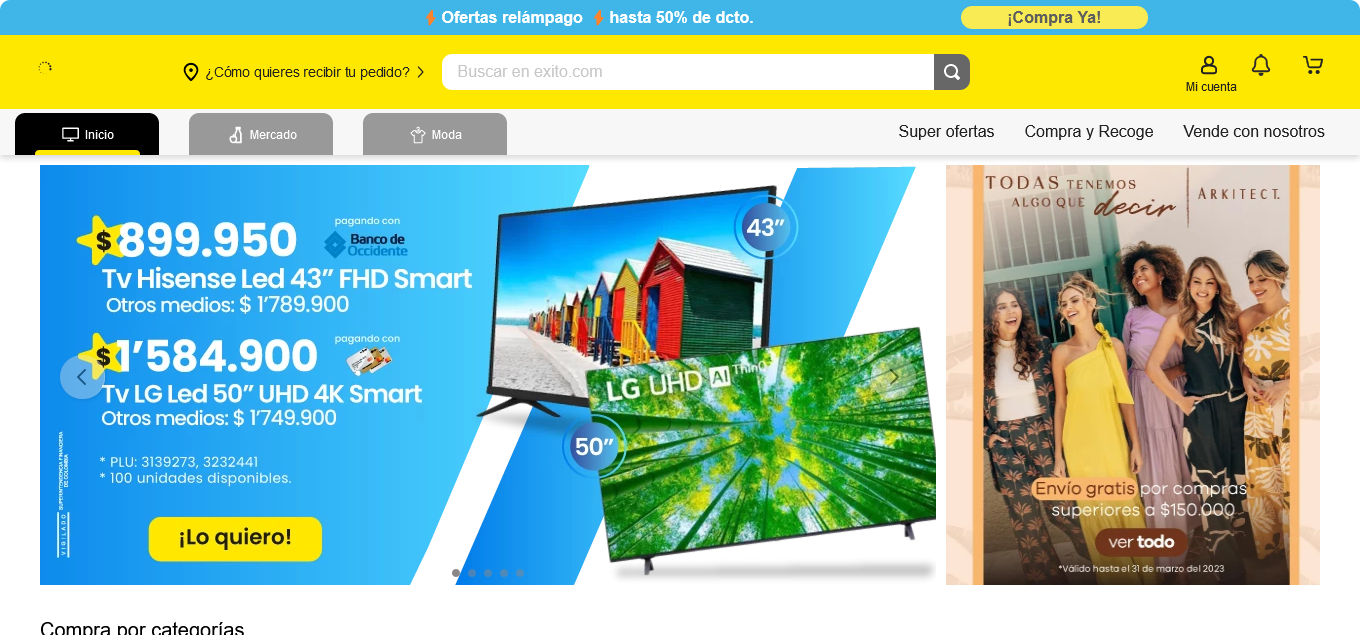 Ofertas relámpago hasta 50% de dcto.
¡Compra Ya!
¿Cómo quieres recibir tu pedido?
Buscar en exito.com
Mi cuenta
Inicio
Mercado
Moda
Super ofertas
Compra y Recoge
Vende con nosotros
$899.950
pagando con
Banco de
Occidente
Tv Hisense Led 43” FHD Smart
Otros medios: $ 1’789.900
$1’584.900
pagando con
Tv LG Led 50” UHD 4K Smart
Otros medios: $ 1’749.900
* PLU: 3139273, 3232441
* 100 unidades disponibles.
VIGILADO SUPERINTENDENCIA FINANCIERA
DE COLOMBIA
¡Lo quiero!
43”
LG UHD AI ThinQ
50”
TODAS TENEMOS
ALGO QUE decir
ARKITECT.
Envío gratis por compras
superiores a $150.000
ver todo
*Válido hasta el 31 de marzo del 2023
Compra por categorías